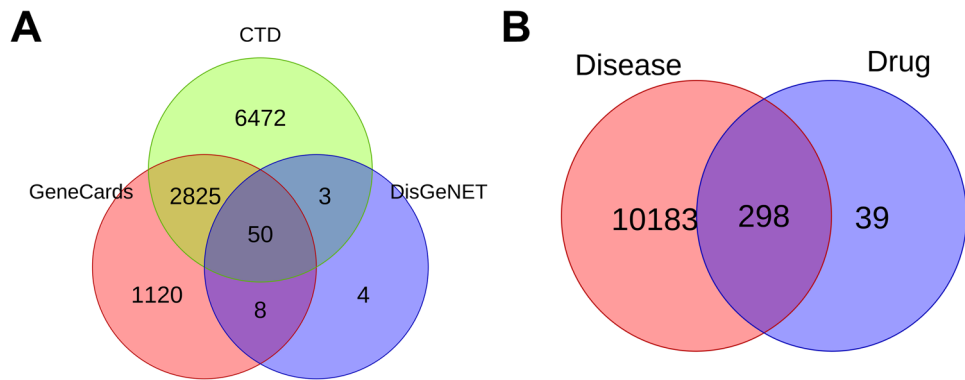 A
CTD
6472
GeneCards
2825
3
DisGeNET
50
1120
8
4
B
Disease
Drug
10183
298
39